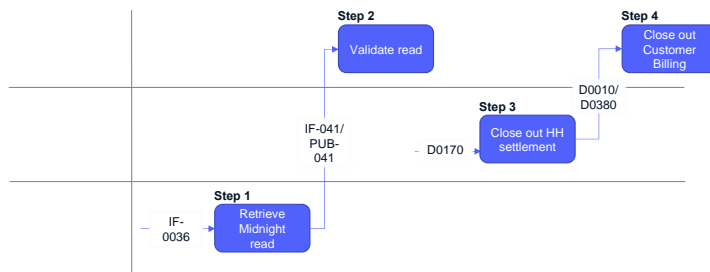 Step 2
Validate read
Step 4
Close out
Customer
Billing
D0010/
D0380
Step 3
Close out HH
settlement
D0170
IF-041/
PUB-
041
Step 1
Retrieve
Midnight
read
IF-
0036